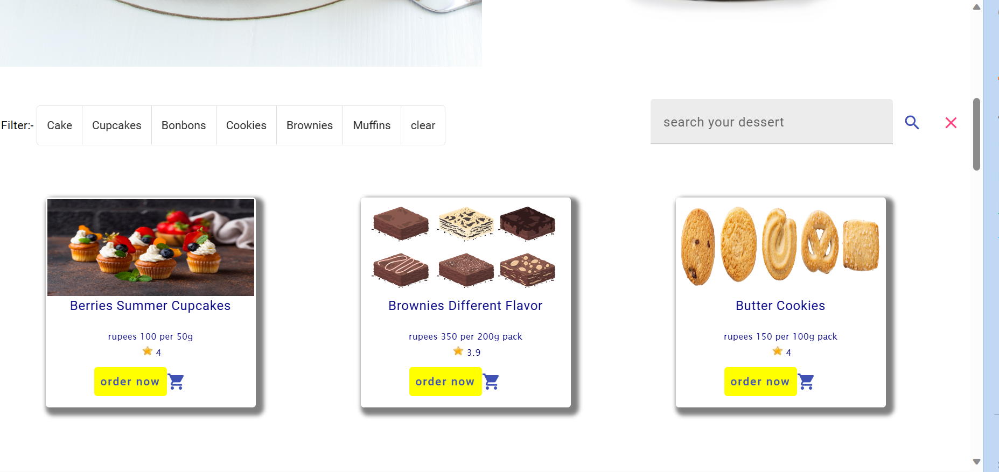 Filter:- Cake Cupcakes Bonbons Cookies Brownies Muffins clear
search your dessert
Berries Summer Cupcakes
rupees 100 per 50g
4
order now
Brownies Different Flavor
rupees 350 per 200g pack
3.9
order now
Butter Cookies
rupees 150 per 100g pack
4
order now